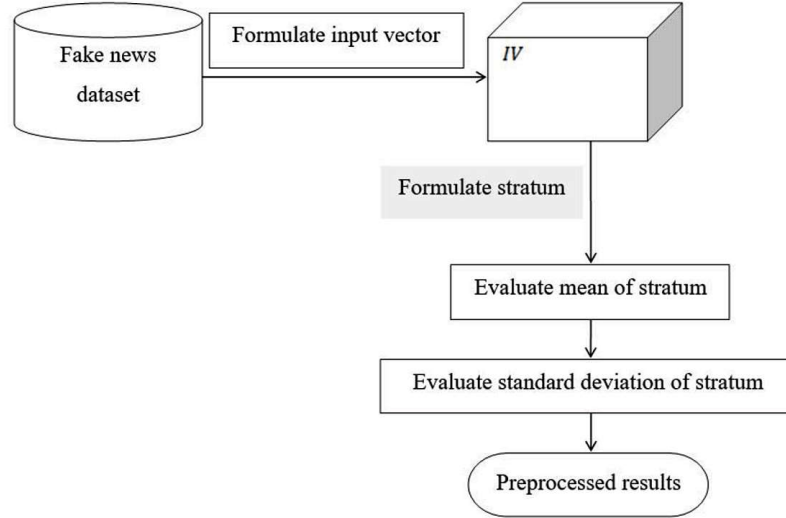 Fake news
dataset
Formulate input vector
IV
Formulate stratum
Evaluate mean of stratum
Evaluate standard deviation of stratum
Preprocessed results